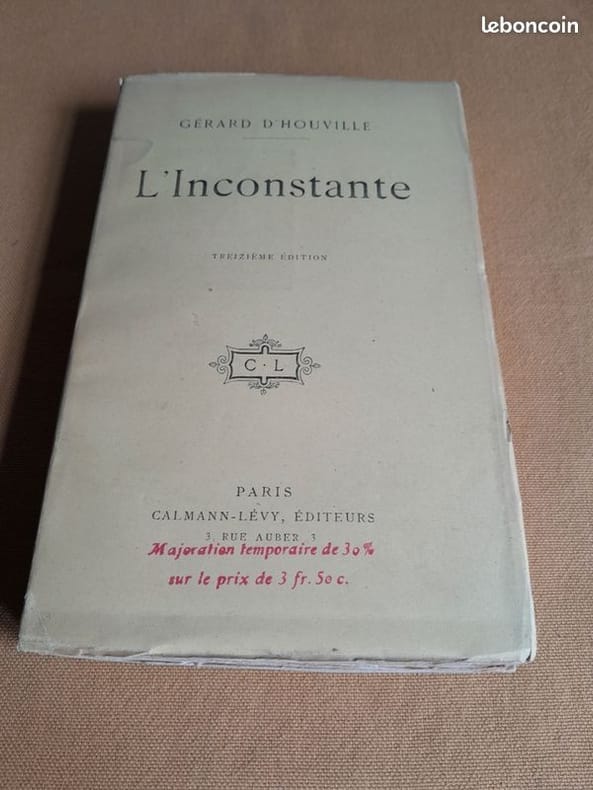 leboncoin
GÉRARD D'HOUVILLE
L'Inconstante
TREIZIÈME ÉDITION
C · L
PARIS
CALMANN-LÉVY, ÉDITEURS
3, RUE AUBER, 3
Majoration temporaire de 30%
sur le prix de 3 fr. 50 c.